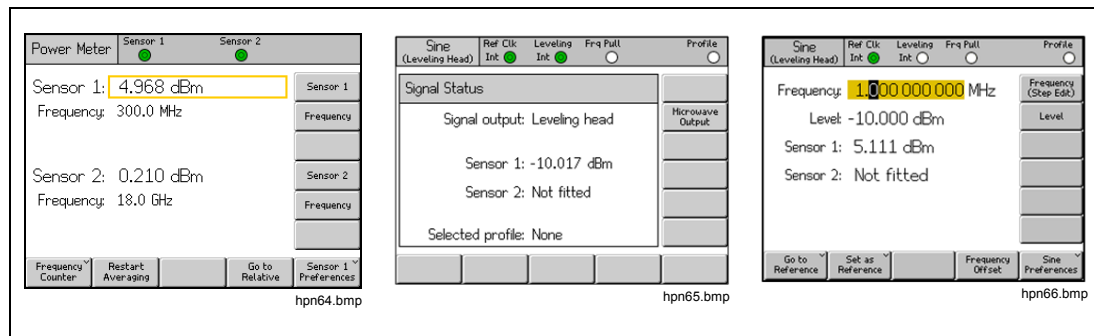 Power Meter
Sensor 1
Sensor 2
Sensor 1: 4.968 dBm
Frequency: 300.0 MHz
Sensor 2: 0.210 dBm
Frequency: 18.0 GHz
Sensor 1
Frequency
Sensor 2
Frequency
Frequency Counter
Restart Averaging
Go to Relative
Sensor 1 Preferences
hpn64.bmp
Sine (Leveling Head)
Ref Clk Int
Leveling Int
Frq Pull
Profile
Signal Status
Signal output: Leveling head
Sensor 1: -10.017 dBm
Sensor 2: Not fitted
Selected profile: None
Microwave Output
hpn65.bmp
Sine (Leveling Head)
Ref Clk Int
Leveling Int
Frq Pull
Profile
Frequency: 1.000 000 000 MHz
Level: -10.000 dBm
Sensor 1: 5.111 dBm
Sensor 2: Not fitted
Frequency (Step Edit)
Level
Go to Reference
Set as Reference
Frequency Offset
Sine Preferences
hpn66.bmp